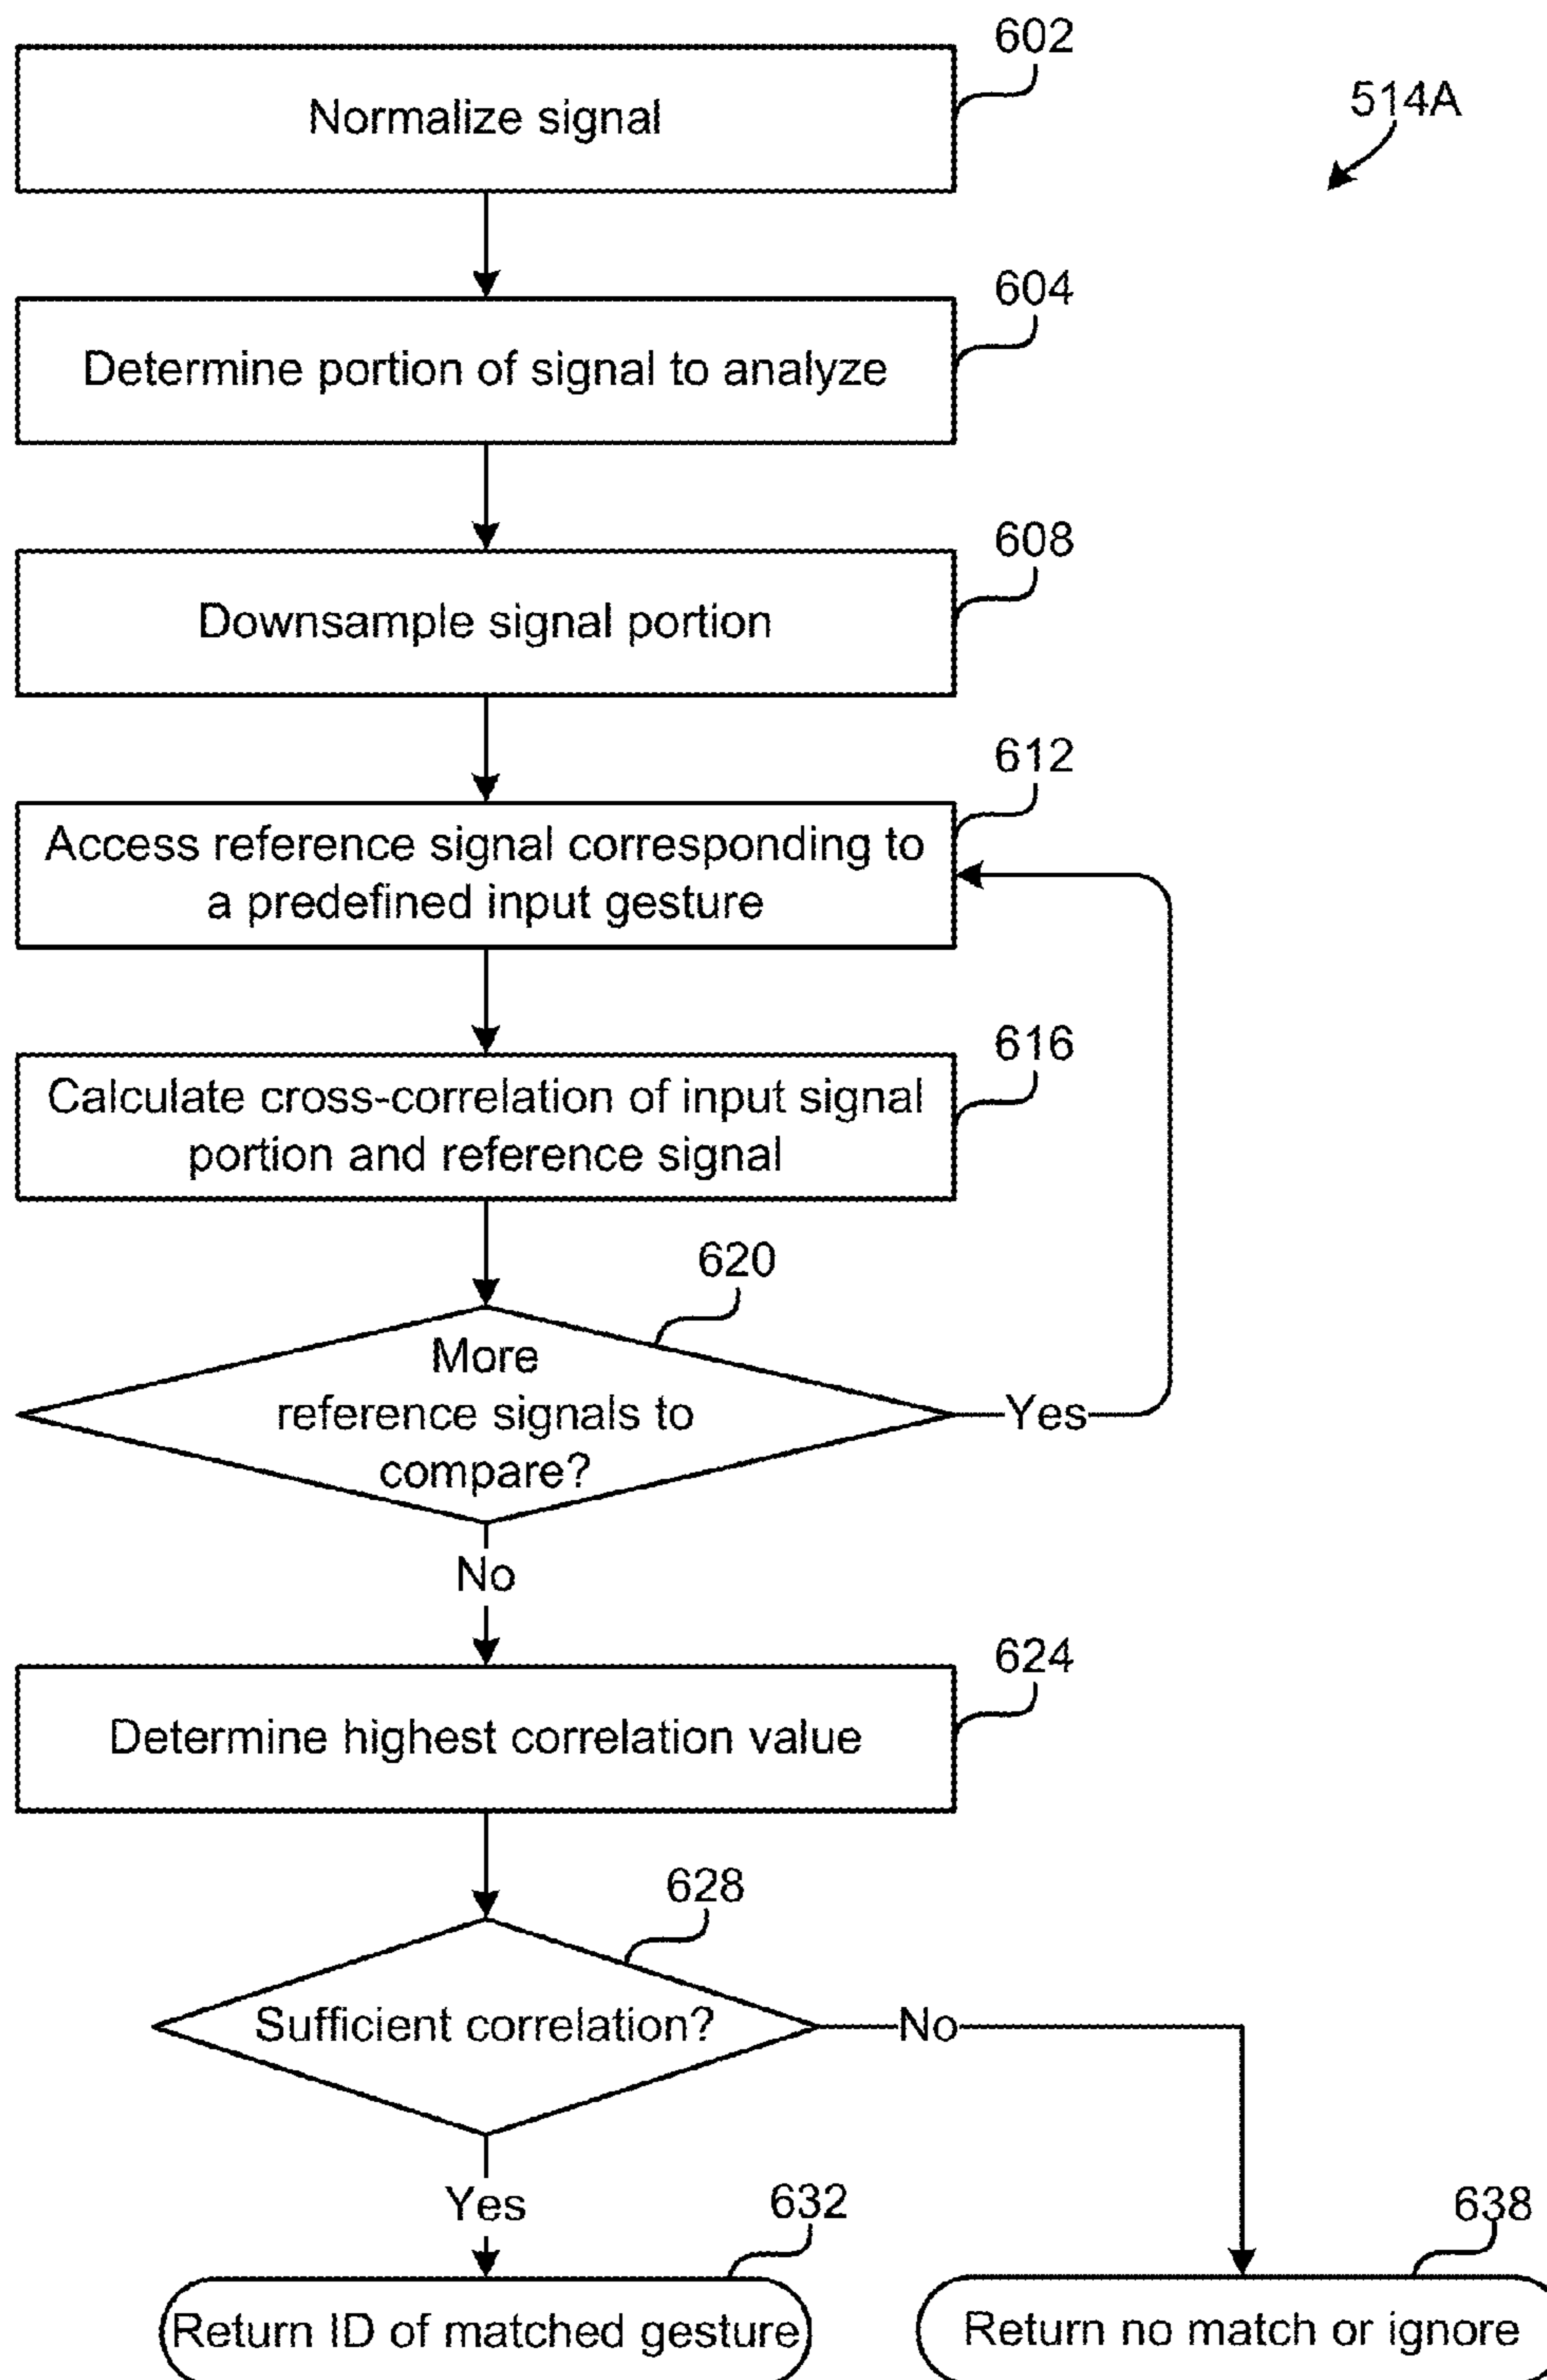 602
Normalize signal
514A
604
Determine portion of signal to analyze
608
Downsample signal portion
612
Access reference signal corresponding to
a predefined input gesture
616
Calculate cross-correlation of input signal
portion and reference signal
620
More
reference signals to
compare?
Yes
No
624
Determine highest correlation value
628
Sufficient correlation?
No
Yes
632
638
Return ID of matched gesture
Return no match or ignore